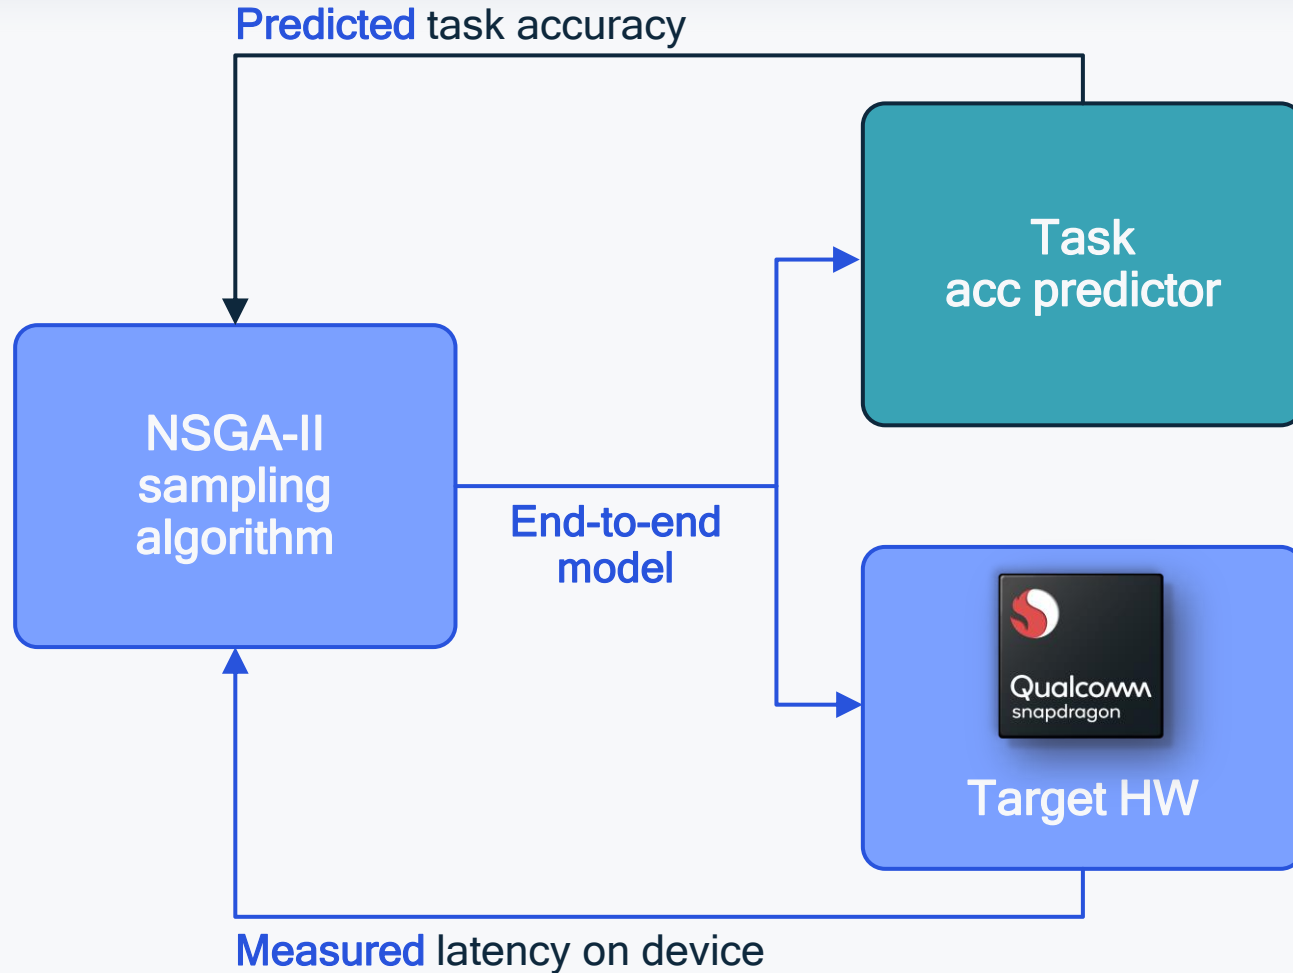 Predicted task accuracy
Task
acc predictor
NSGA-II
sampling
algorithm
End-to-end
model
Qualcomm
snapdragon
Target HW
Measured latency on device